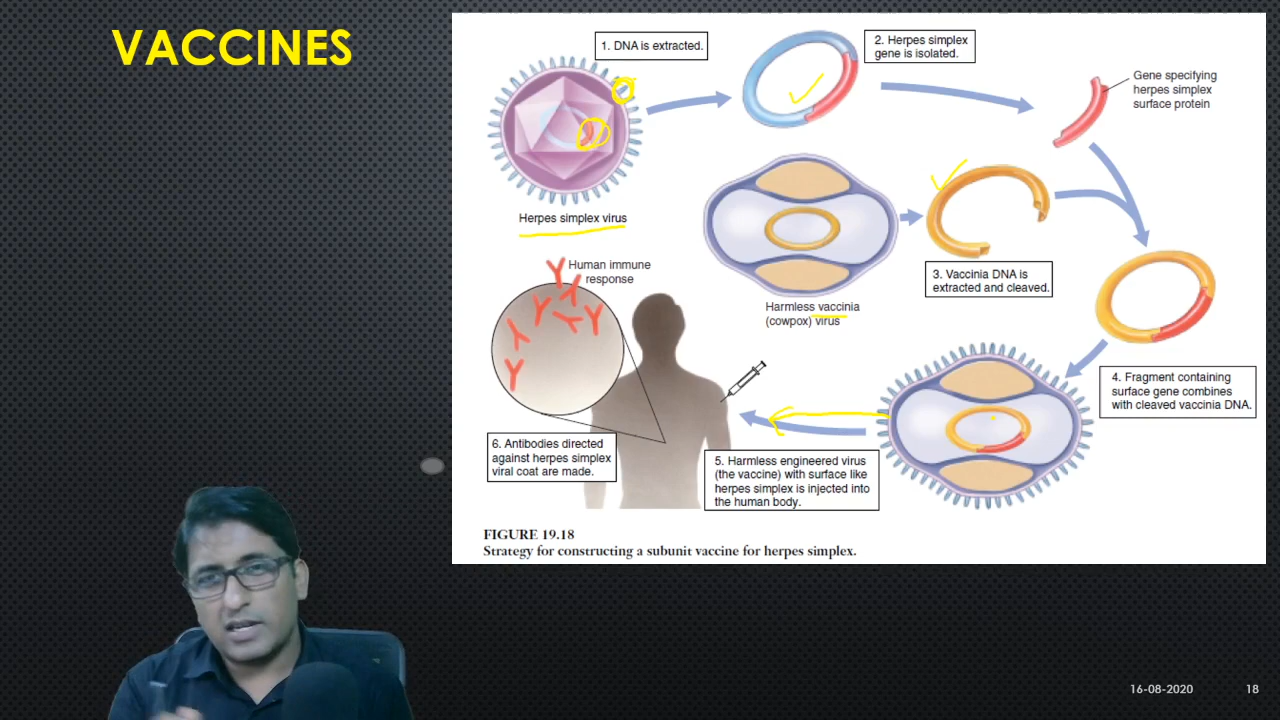 VACCINES
1. DNA is extracted.
2. Herpes simplex
gene is isolated.
Gene specifying
herpes simplex
surface protein
Herpes simplex virus
Harmless vaccinia
(cowpox) virus
3. Vaccinia DNA is
extracted and cleaved.
Human immune
response
4. Fragment containing
surface gene combines
with cleaved vaccinia DNA.
5. Harmless engineered virus
(the vaccine) with surface like
herpes simplex is injected into
the human body.
6. Antibodies directed
against herpes simplex
viral coat are made.
FIGURE 19.18
Strategy for constructing a subunit vaccine for herpes simplex.
16-08-2020
18